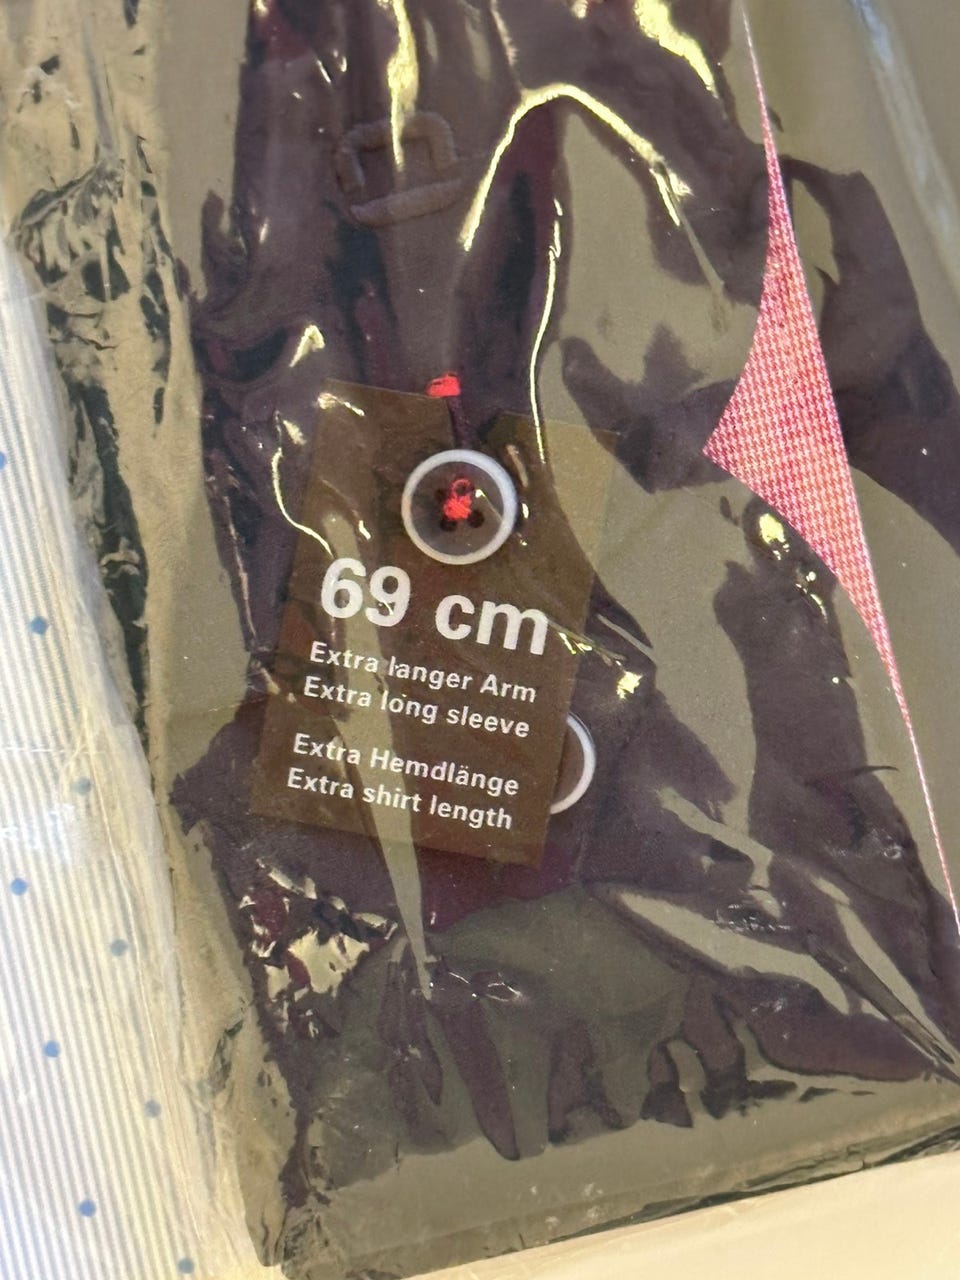 69 cm
Extra langer Arm
Extra long sleeve
Extra Hemdlänge
Extra shirt length